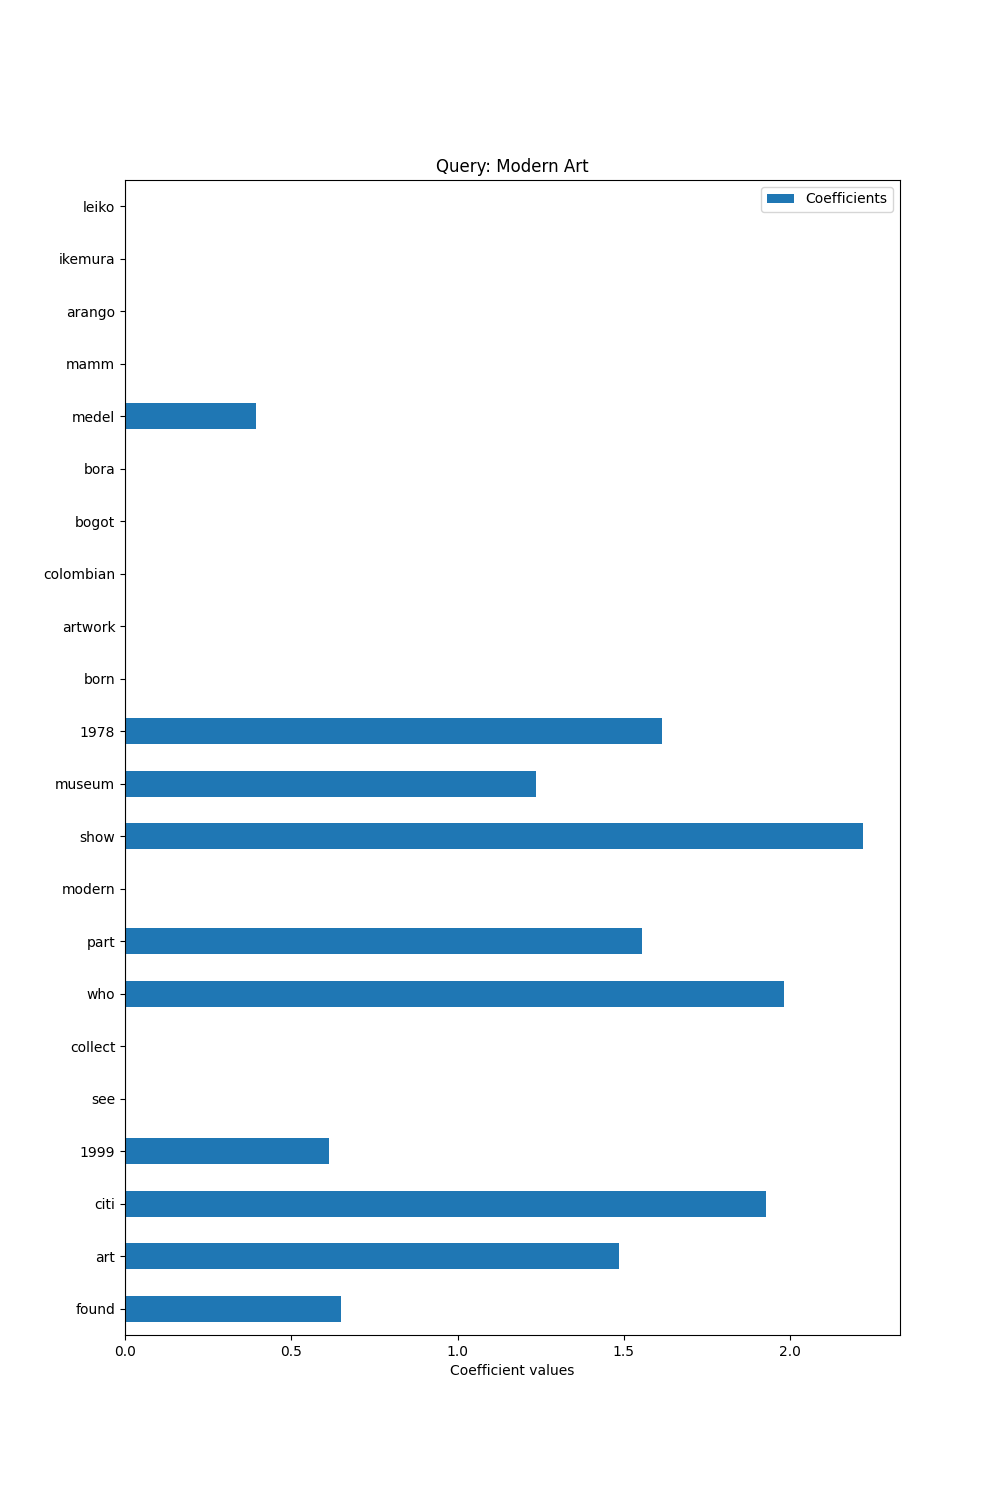 Query: Modern Art
Coefficients
leiko
ikemura
arango
mamm
medel
bora
bogot
colombian
artwork
born
1978
museum
show
modern
part
who
collect
see
1999
citi
art
found
0.0 0.5 1.0 1.5 2.0
Coefficient values